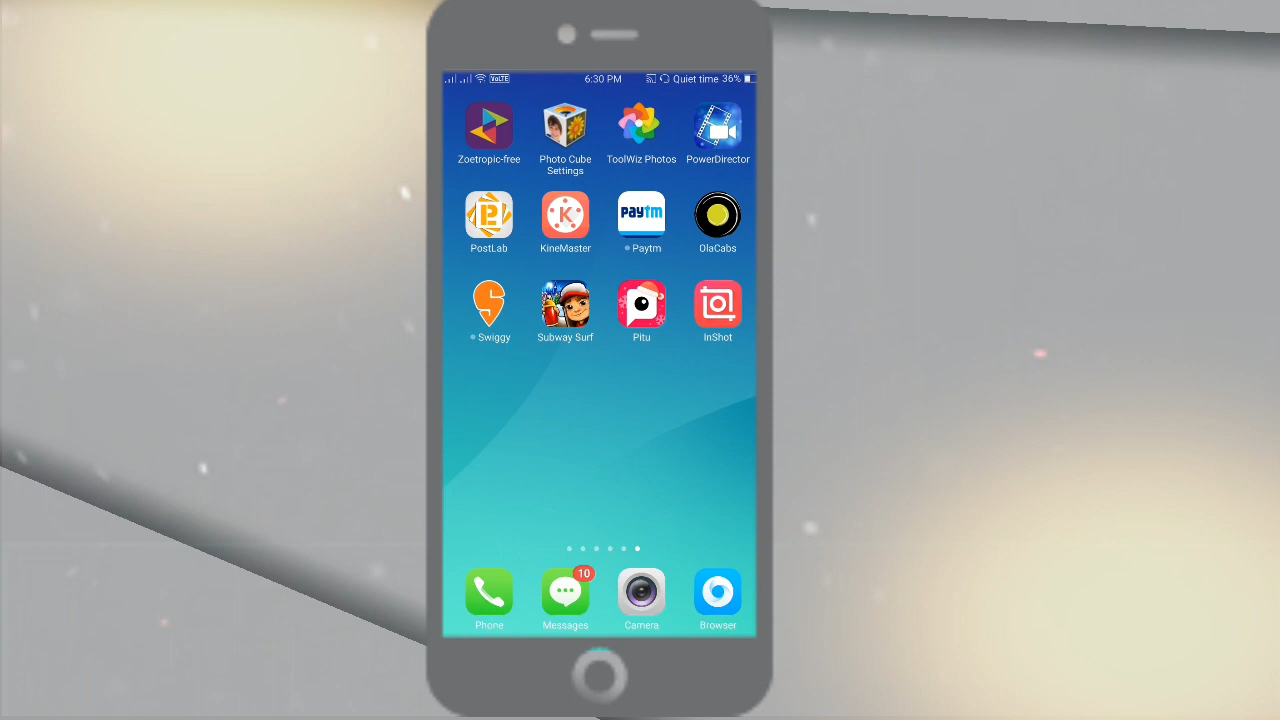 VoLTE 6:30 PM Quiet time 36%
Zoetropic-free Photo Cube Settings ToolWiz Photos PowerDirector
Paytm
PostLab KineMaster Paytm OlaCabs
Swiggy Subway Surf Pitu InShot
10
Phone Messages Camera Browser